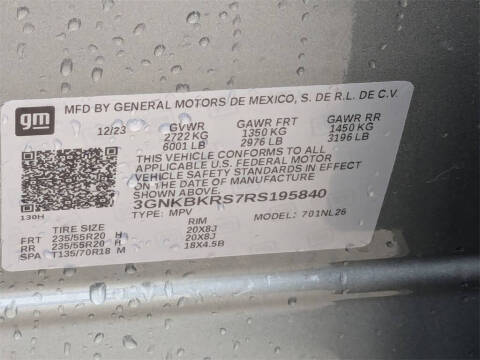 gm
MFD BY GENERAL MOTORS DE MEXICO, S. DE R.L. DE C.V.
12/23 GVWR GAWR FRT GAWR RR
2722 KG 1350 KG 1450 KG
6001 LB 2976 LB 3196 LB
THIS VEHICLE CONFORMS TO ALL
APPLICABLE U.S. FEDERAL MOTOR
VEHICLE SAFETY STANDARDS IN EFFECT
ON THE DATE OF MANUFACTURE
SHOWN ABOVE.
3GNKBKRS7RS195840
130H TYPE: MPV MODEL: 701NL26
TIRE SIZE RIM
FRT 235/55R20 H 20X8J
RR 235/55R20 H 20X8J
SPA T135/70R18 M 18X4.5B